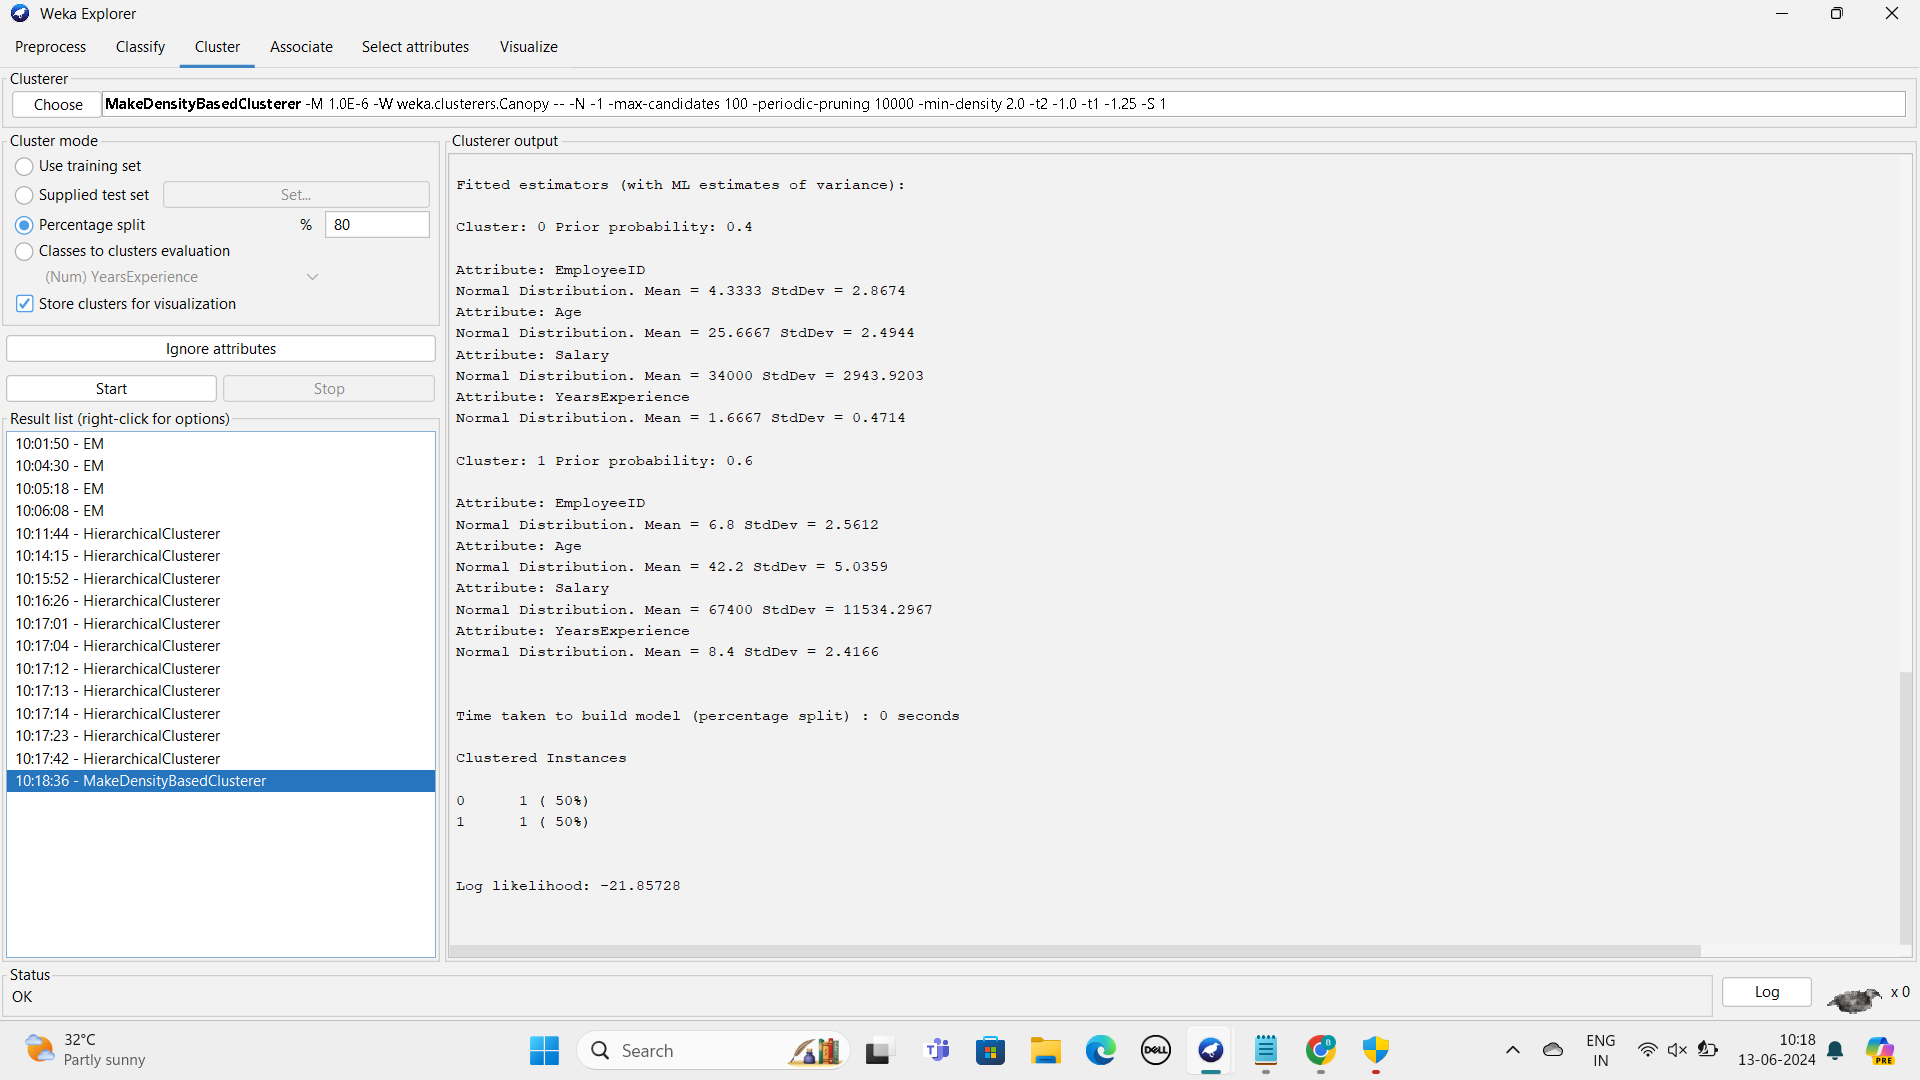 Weka Explorer
Preprocess Classify Cluster Associate Select attributes Visualize
Clusterer
Choose MakeDensityBasedClusterer -M 1.0E-6 -W weka.clusterers.Canopy -- -N -1 -max-candidates 100 -periodic-pruning 10000 -min-density 2.0 -t2 -1.0 -t1 -1.25 -S 1
Cluster mode
Use training set
Supplied test set Set...
Percentage split % 80
Classes to clusters evaluation
(Num) YearsExperience
Store clusters for visualization
Ignore attributes
Start Stop
Result list (right-click for options)
10:01:50 - EM
10:04:30 - EM
10:05:18 - EM
10:06:08 - EM
10:11:44 - HierarchicalClusterer
10:14:15 - HierarchicalClusterer
10:15:52 - HierarchicalClusterer
10:16:26 - HierarchicalClusterer
10:17:01 - HierarchicalClusterer
10:17:04 - HierarchicalClusterer
10:17:12 - HierarchicalClusterer
10:17:13 - HierarchicalClusterer
10:17:14 - HierarchicalClusterer
10:17:23 - HierarchicalClusterer
10:17:42 - HierarchicalClusterer
10:18:36 - MakeDensityBasedClusterer
Clusterer output
Fitted estimators (with ML estimates of variance):
Cluster: 0 Prior probability: 0.4
Attribute: EmployeeID
Normal Distribution. Mean = 4.3333 StdDev = 2.8674
Attribute: Age
Normal Distribution. Mean = 25.6667 StdDev = 2.4944
Attribute: Salary
Normal Distribution. Mean = 34000 StdDev = 2943.9203
Attribute: YearsExperience
Normal Distribution. Mean = 1.6667 StdDev = 0.4714
Cluster: 1 Prior probability: 0.6
Attribute: EmployeeID
Normal Distribution. Mean = 6.8 StdDev = 2.5612
Attribute: Age
Normal Distribution. Mean = 42.2 StdDev = 5.0359
Attribute: Salary
Normal Distribution. Mean = 67400 StdDev = 11534.2967
Attribute: YearsExperience
Normal Distribution. Mean = 8.4 StdDev = 2.4166
Time taken to build model (percentage split) : 0 seconds
Clustered Instances
0 1 ( 50%)
1 1 ( 50%)
Log likelihood: -21.85728
Status
OK
Log
x 0
32°C
Partly sunny
Search
DELL
B
ENG
IN
10:18
13-06-2024
PRE